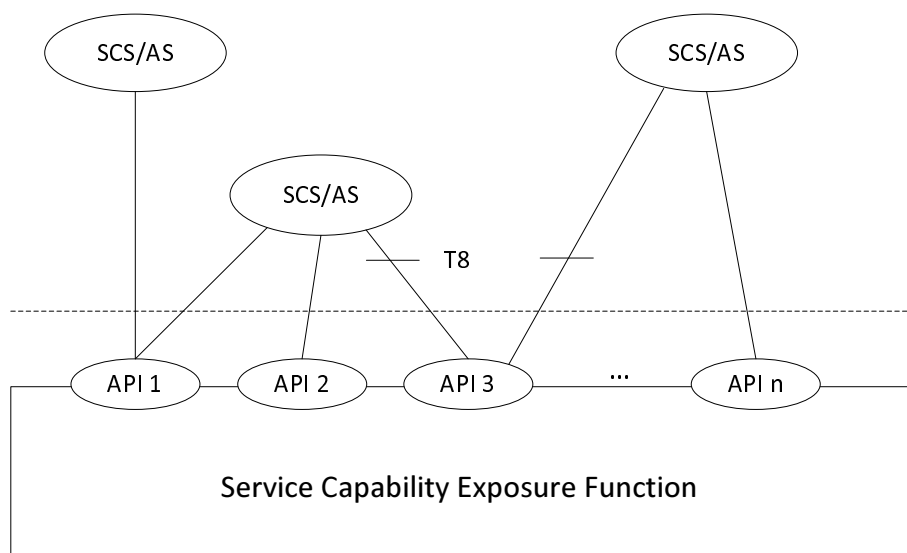 SCS/AS
SCS/AS
SCS/AS
T8
API 1
API 2
API 3
...
API n
Service Capability Exposure Function